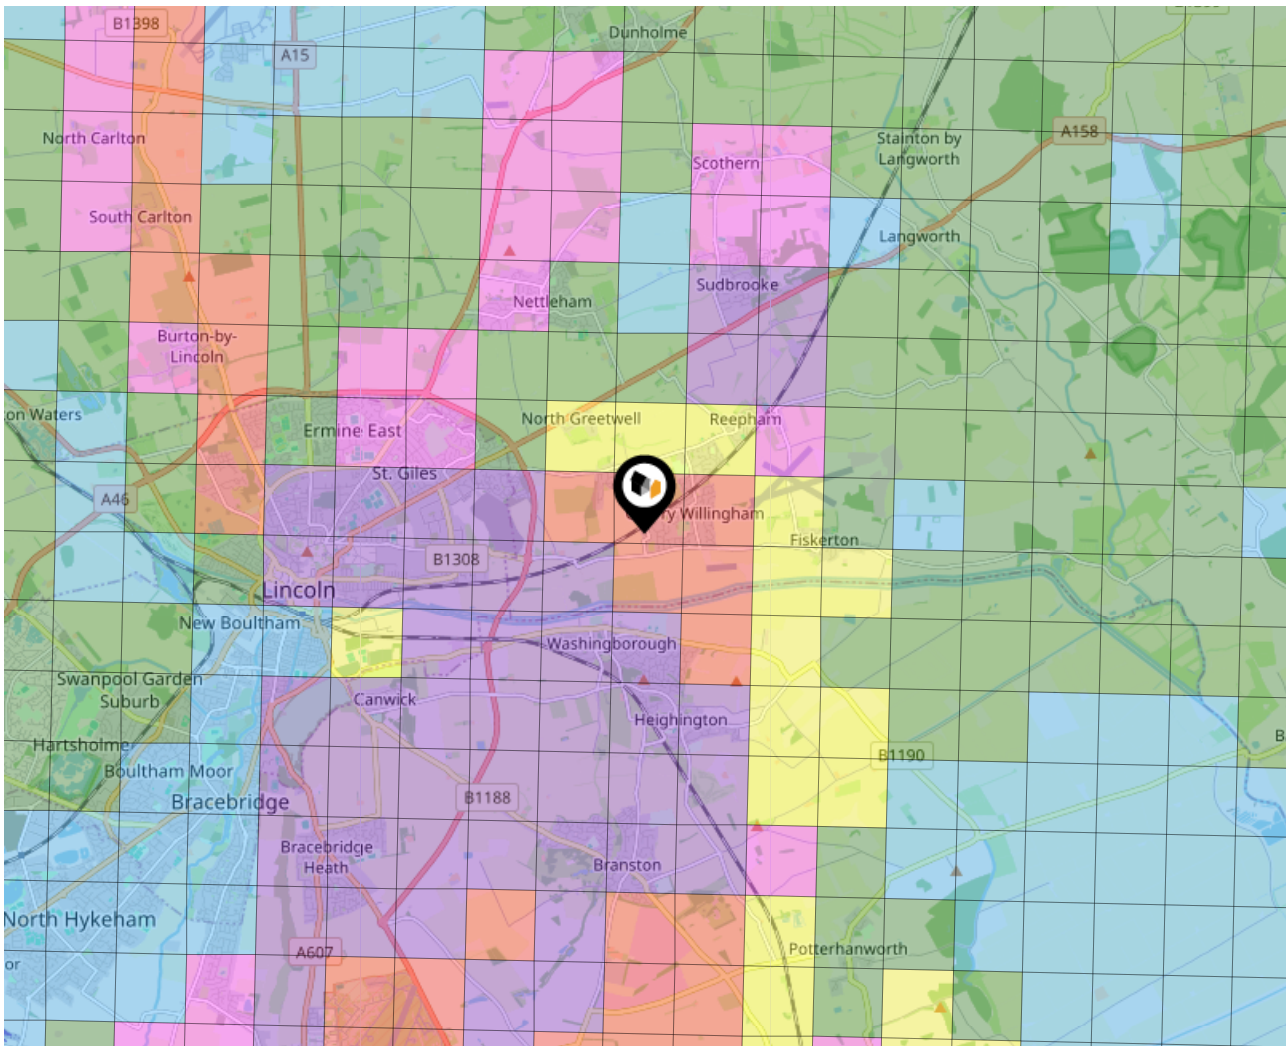 B1398
Dunholme
A15
A158
North Carlton
Stainton by
Langworth
Scothern
South Carlton
Langworth
Sudbrooke
Nettleham
Burton-by-
Lincoln
on Waters
North Greetwell
Reepham
Ermine East
St. Giles
A46
y Willingham
Fiskerton
B1308
Lincoln
New Boultham
Washingborough
Swanpool Garden
Suburb
Canwick
Heighington
Hartsholme
B
B1190
Boultham Moor
Bracebridge
B1188
Bracebridge
Heath
Branston
North Hykeham
A607
Potterhanworth
or